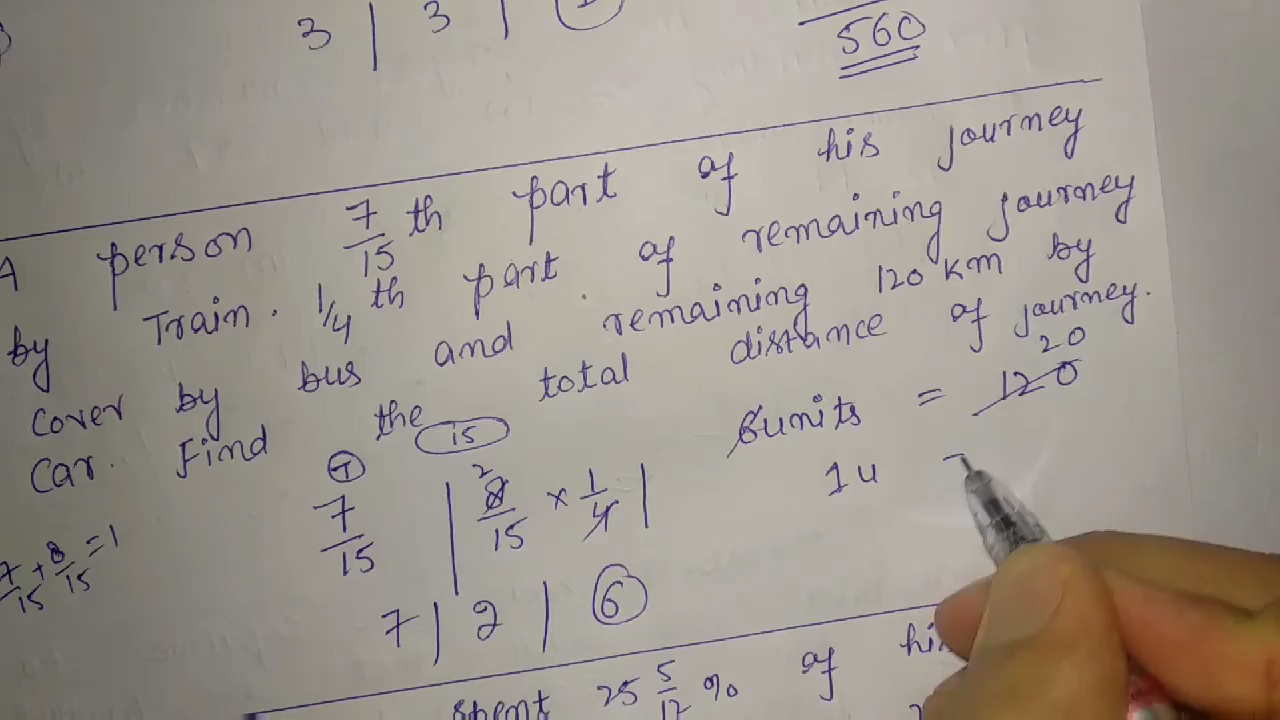 3 | 3 |
560
A person 7/15 th part of his journey
by Train. 1/4 th part of remaining journey
cover by bus and remaining 120 km by
Car. Find the total distance of journey.
15
6units = 120 20
1u
T
7/15 | 8/15 2 × 1/4 |
7/15 + 8/15 = 1
7 | 2 | 6
spent 25 5/12 % of his